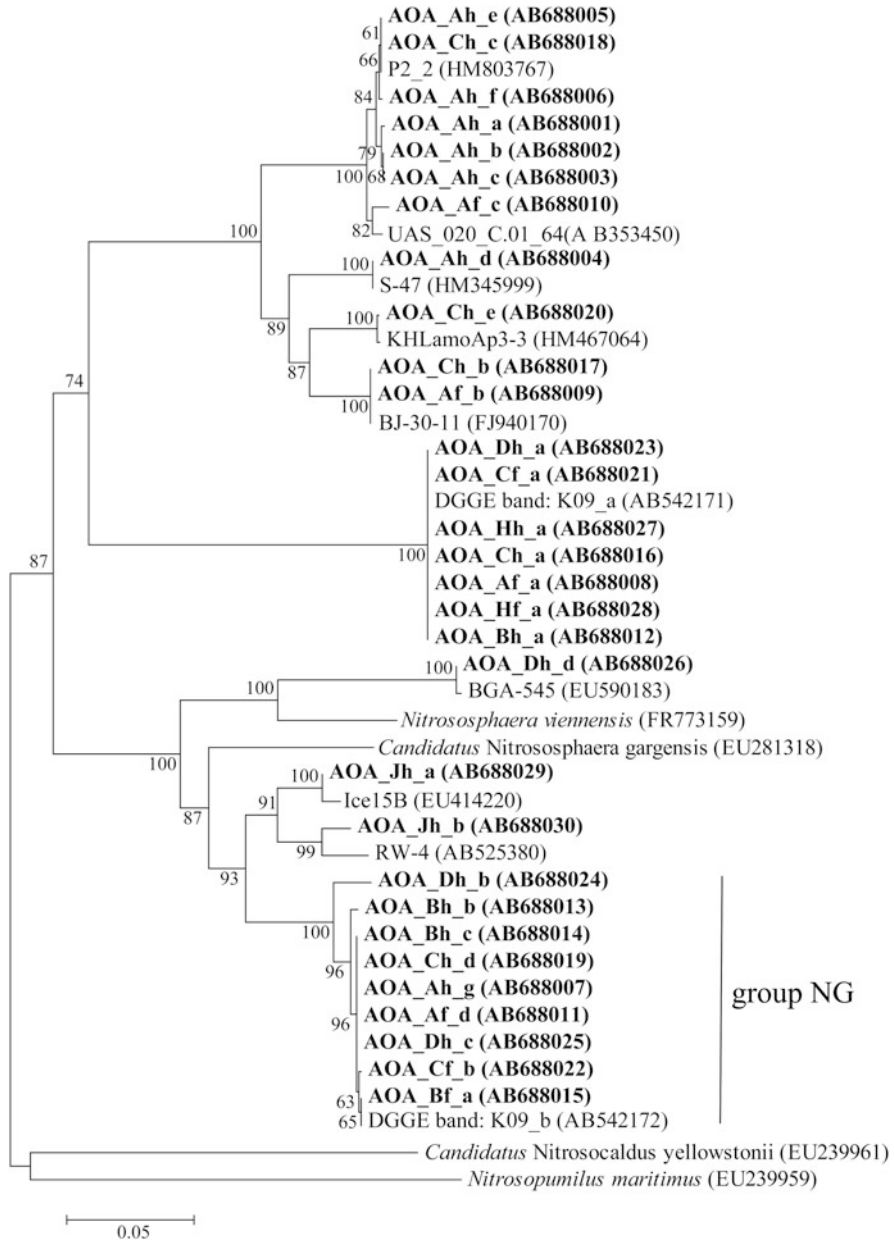 AOA_Ah_e (AB688005)
61
AOA_Ch_c (AB688018)
66
P2_2 (HM803767)
84
AOA_Ah_f (AB688006)
AOA_Ah_a (AB688001)
79
AOA_Ah_b (AB688002)
100
68
AOA_Ah_c (AB688003)
AOA_Af_c (AB688010)
82
UAS_020_C.01_64(A B353450)
100
100
AOA_Ah_d (AB688004)
S-47 (HM345999)
89
100
AOA_Ch_e (AB688020)
KHLamoAp3-3 (HM467064)
87
AOA_Ch_b (AB688017)
74
AOA_Af_b (AB688009)
100
BJ-30-11 (FJ940170)
AOA_Dh_a (AB688023)
AOA_Cf_a (AB688021)
DGGE band: K09_a (AB542171)
AOA_Hh_a (AB688027)
100
AOA_Ch_a (AB688016)
87
AOA_Af_a (AB688008)
AOA_Hf_a (AB688028)
AOA_Bh_a (AB688012)
100
AOA_Dh_d (AB688026)
100
BGA-545 (EU590183)
Nitrososphaera viennensis (FR773159)
100
Candidatus Nitrososphaera gargensis (EU281318)
100
AOA_Jh_a (AB688029)
87
91
Ice15B (EU414220)
AOA_Jh_b (AB688030)
99
RW-4 (AB525380)
93
AOA_Dh_b (AB688024)
AOA_Bh_b (AB688013)
100
AOA_Bh_c (AB688014)
96
AOA_Ch_d (AB688019)
AOA_Ah_g (AB688007)
group NG
96
AOA_Af_d (AB688011)
AOA_Dh_c (AB688025)
AOA_Cf_b (AB688022)
63
AOA_Bf_a (AB688015)
65
DGGE band: K09_b (AB542172)
Candidatus Nitrosocaldus yellowstonii (EU239961)
Nitrosopumilus maritimus (EU239959)
0.05